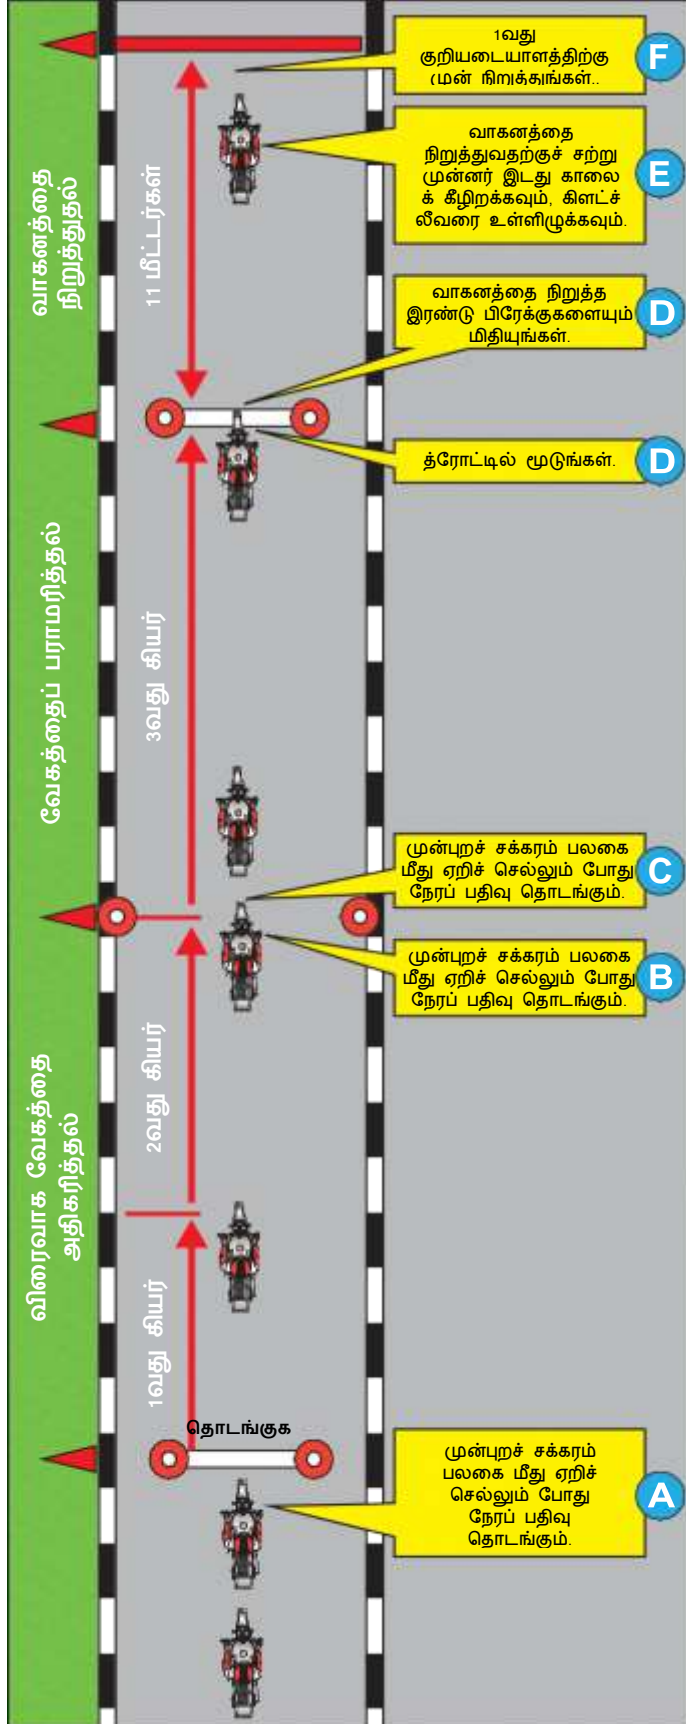 1வது
குறியடையாளத்திற்கு
முன் நிறுத்துங்கள்..
F
வாகனத்தை
நிறுத்துவதற்குச் சற்று
முன்னர் இடது காலை
க் கீழிறக்கவும், கிளட்ச்
லீவரை உள்ளிழுக்கவும்.
E
வாகனத்தை
நிறுத்துதல்
11 மீட்டர்கள்
வாகனத்தை நிறுத்த
இரண்டு பிரேக்குகளையும்
மிதியுங்கள்.
D
த்ரோட்டில் மூடுங்கள்.
D
வேகத்தைப் பராமரித்தல்
3வது கியர்
முன்புறச் சக்கரம் பலகை
மீது ஏறிச் செல்லும் போது
நேரப் பதிவு தொடங்கும்.
C
முன்புறச் சக்கரம் பலகை
மீது ஏறிச் செல்லும் போது
நேரப் பதிவு தொடங்கும்.
B
விரைவாக வேகத்தை
அதிகரித்தல்
2வது கியர்
1வது கியர்
தொடங்குக
முன்புறச் சக்கரம்
பலகை மீது ஏறிச்
செல்லும் போது
நேரப் பதிவு
தொடங்கும்.
A